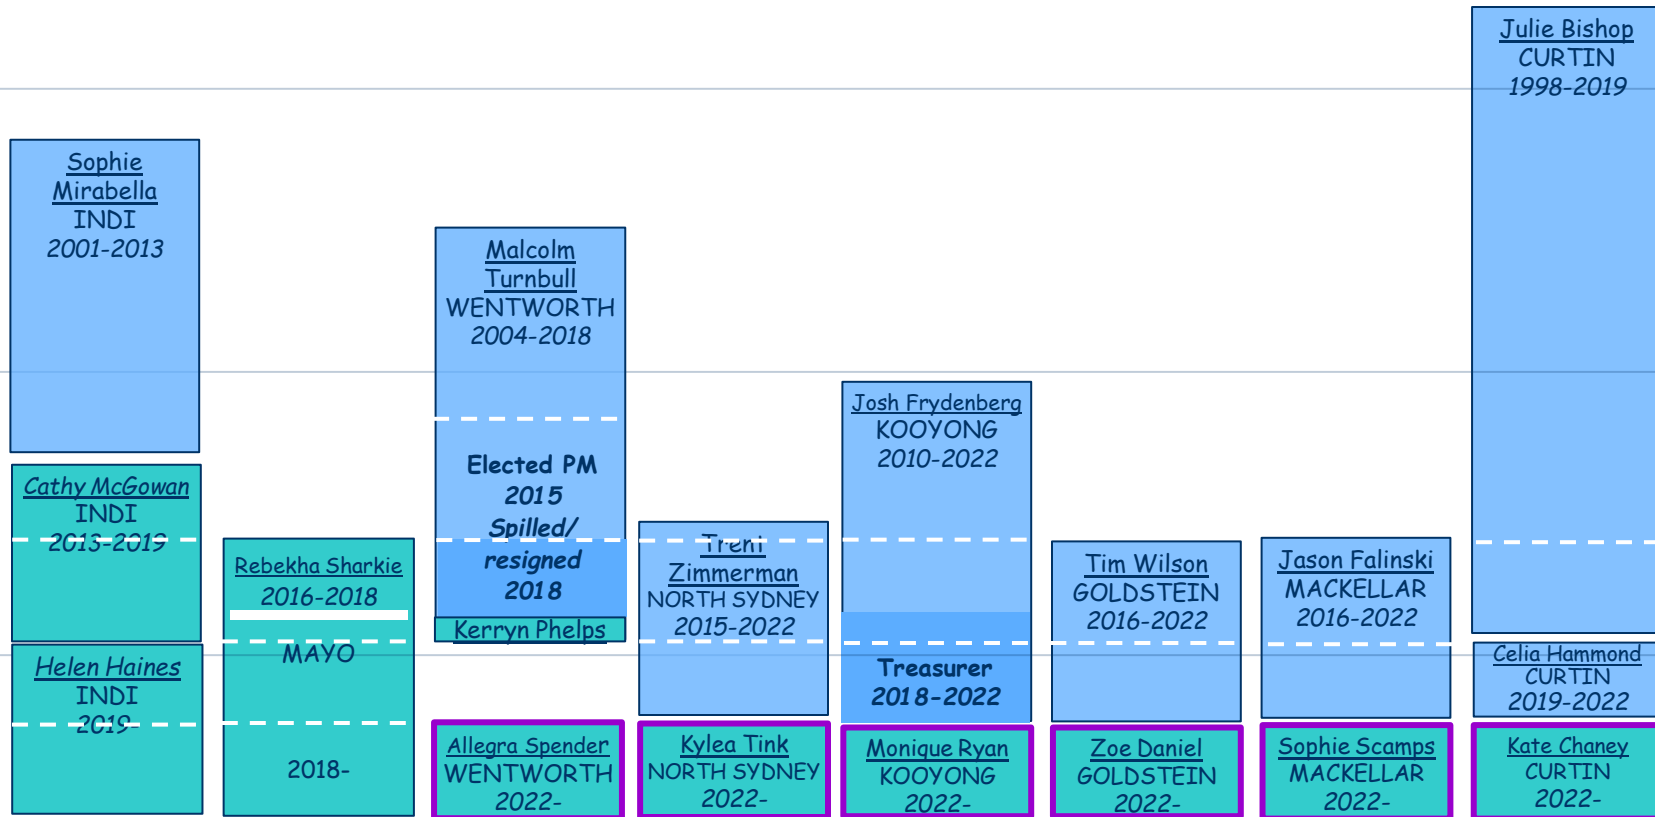 Sophie
Mirabella
INDI
2001-2013
Cathy McGowan
INDI
2013-2019
Helen Haines
INDI
2019-
Rebekha Sharkie
2016-2018
MAYO
2018-
Malcolm
Turnbull
WENTWORTH
2004-2018
Elected PM
2015
Spilled/
resigned
2018
Kerryn Phelps
Allegra Spender
WENTWORTH
2022-
Trent
Zimmerman
NORTH SYDNEY
2015-2022
Kylea Tink
NORTH SYDNEY
2022-
Josh Frydenberg
KOOYONG
2010-2022
Treasurer
2018-2022
Monique Ryan
KOOYONG
2022-
Tim Wilson
GOLDSTEIN
2016-2022
Zoe Daniel
GOLDSTEIN
2022-
Jason Falinski
MACKELLAR
2016-2022
Sophie Scamps
MACKELLAR
2022-
Julie Bishop
CURTIN
1998-2019
Celia Hammond
CURTIN
2019-2022
Kate Chaney
CURTIN
2022-